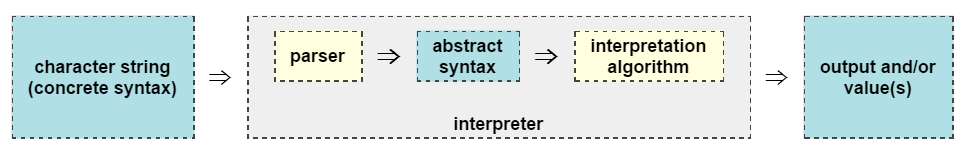 character string
(concrete syntax)
parser
abstract
syntax
interpretation
algorithm
interpreter
output and/or
value(s)